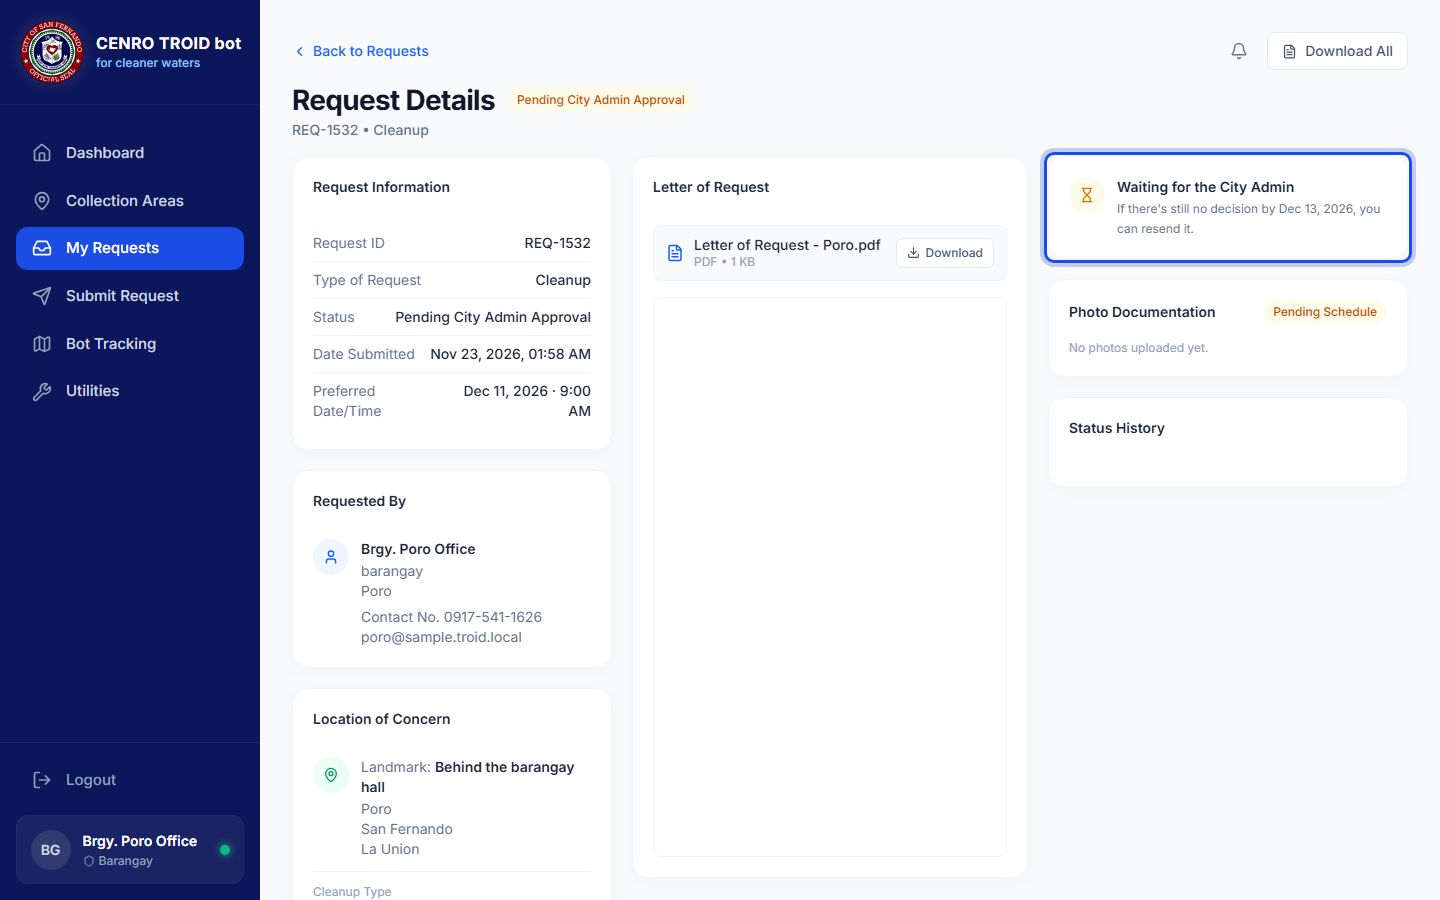 CITY OF SAN FERNANDO
OFFICIAL SEAL
CENRO TROID bot
for cleaner waters
Dashboard
Collection Areas
My Requests
Submit Request
Bot Tracking
Utilities
Logout
BG
Brgy. Poro Office
Barangay
Back to Requests
Download All
Request Details
Pending City Admin Approval
REQ-1532 • Cleanup
Request Information
Request ID REQ-1532
Type of Request Cleanup
Status Pending City Admin Approval
Date Submitted Nov 23, 2026, 01:58 AM
Preferred Dec 11, 2026 · 9:00
Date/Time AM
Requested By
Brgy. Poro Office
barangay
Poro
Contact No. 0917-541-1626
poro@sample.troid.local
Location of Concern
Landmark: Behind the barangay
hall
Poro
San Fernando
La Union
Cleanup Type
Letter of Request
Letter of Request - Poro.pdf
PDF • 1 KB
Download
Waiting for the City Admin
If there's still no decision by Dec 13, 2026, you
can resend it.
Photo Documentation
Pending Schedule
No photos uploaded yet.
Status History